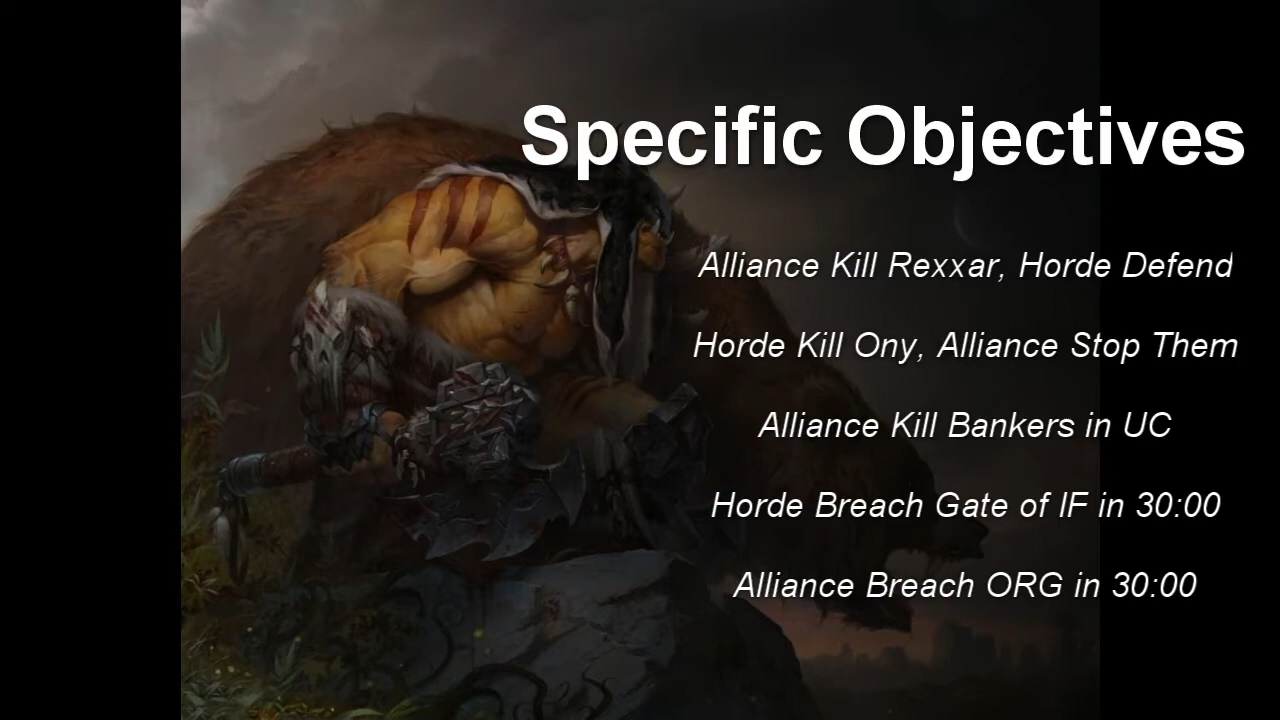 Specific Objectives
Alliance Kill Rexxar, Horde Defend
Horde Kill Ony, Alliance Stop Them
Alliance Kill Bankers in UC
Horde Breach Gate of IF in 30:00
Alliance Breach ORG in 30:00